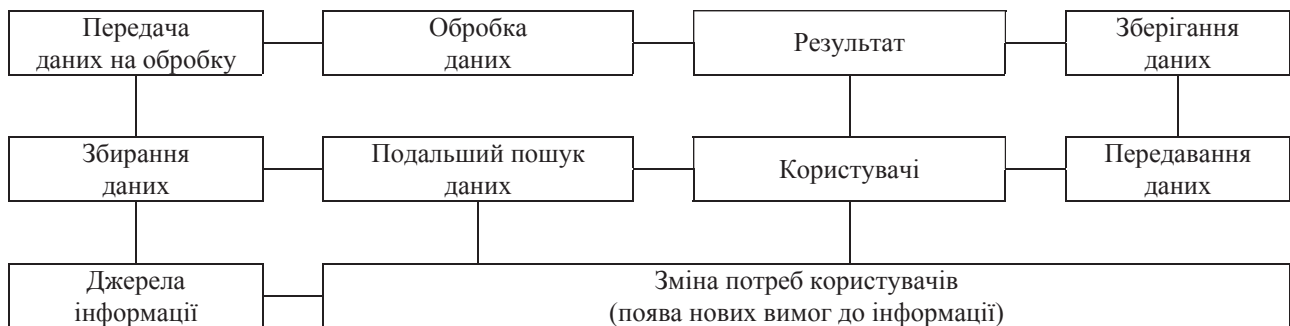 Передача
даних на обробку
Обробка
даних
Результат
Зберігання
даних
Збирання
даних
Подальший пошук
даних
Користувачі
Передавання
даних
Джерела
інформації
Зміна потреб користувачів
(поява нових вимог до інформації)